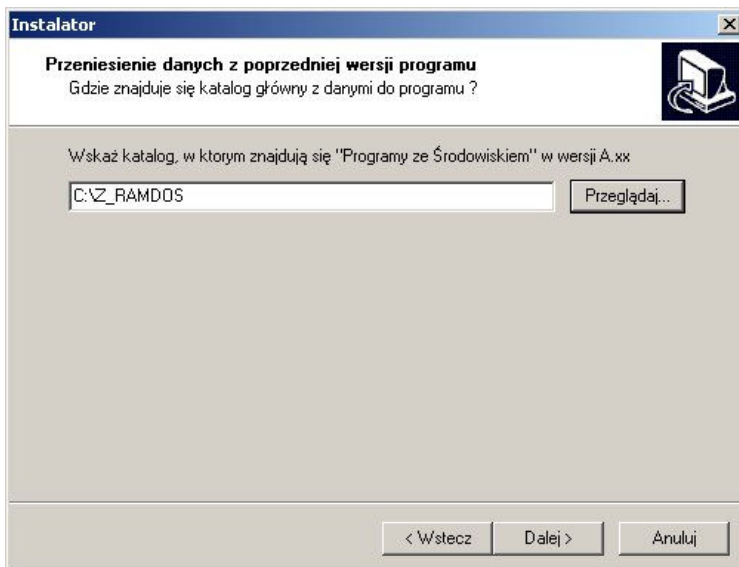 Instalator
Przeniesienie danych z poprzedniej wersji programu
Gdzie znajduje się katalog główny z danymi do programu ?
Wskaż katalog, w ktorym znajdują się "Programy ze Środowiskiem" w wersji A.xx
C:\Z_RAMDOS
Przeglądaj...
< Wstecz
Dalej >
Anuluj